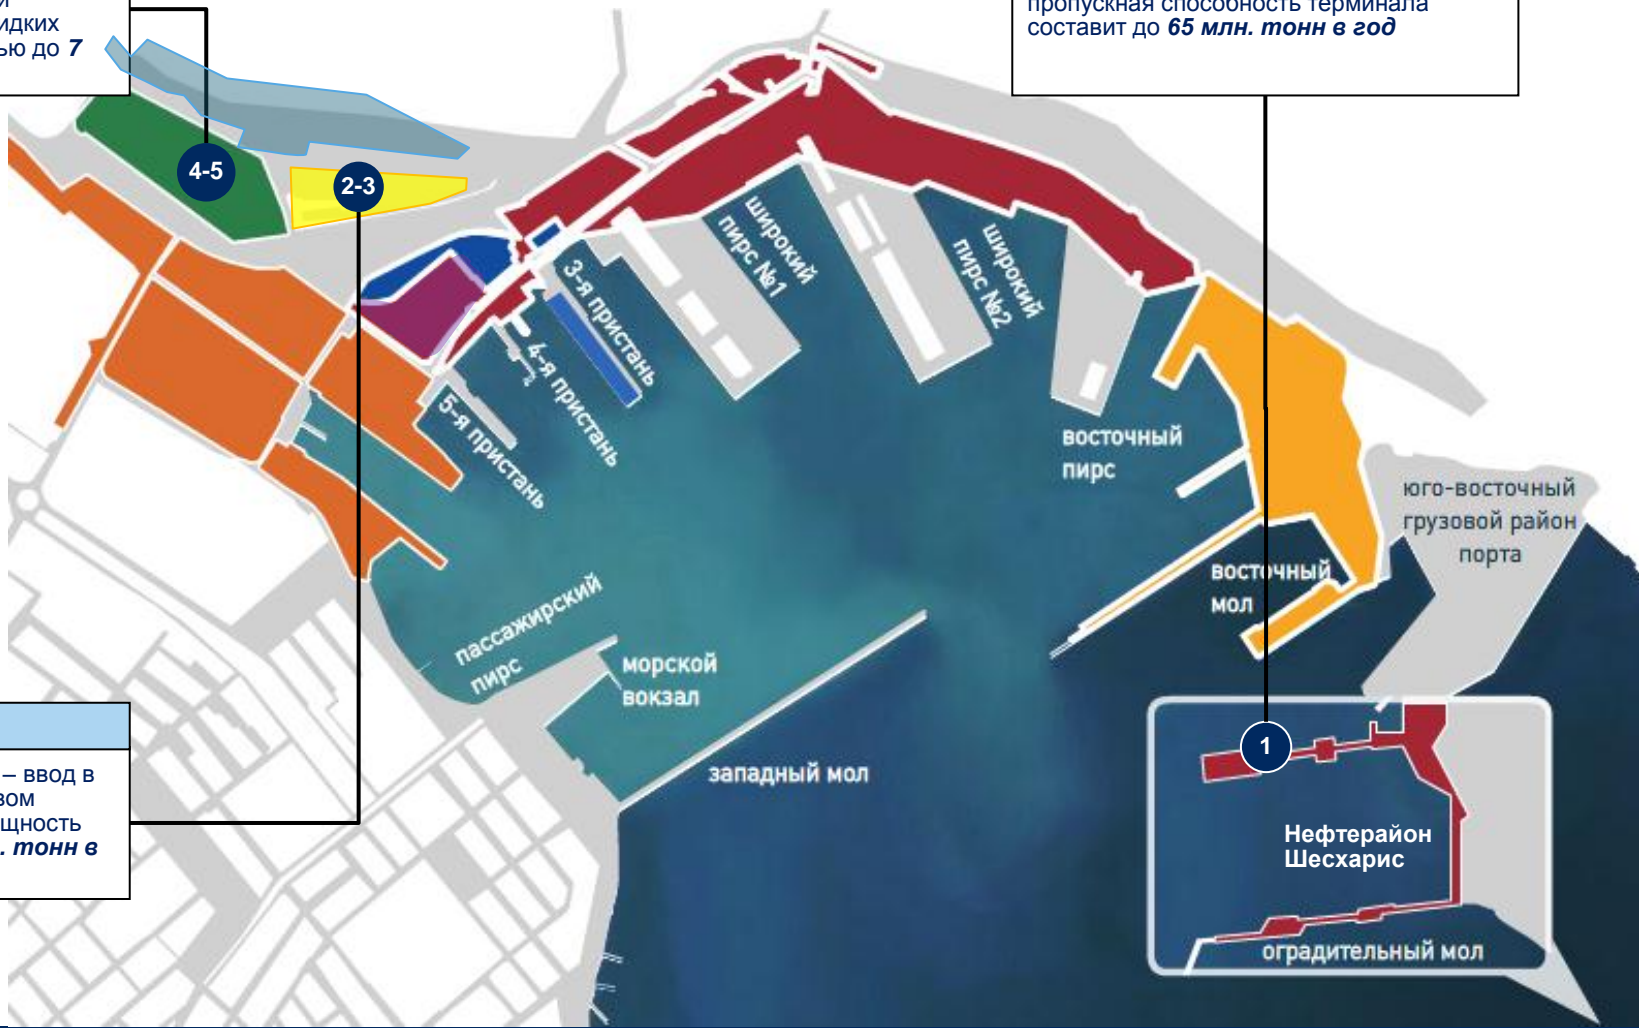 и
идких
ью до 7
пропускная способность терминала
составит до 65 млн. тонн в год
4-5
2-3
широкий
пирс №1
широкий
пирс №2
3-я пристань
4-я пристань
5-я пристань
восточный
пирс
юго-восточный
грузовой район
порта
восточный
мол
пассажирский
пирс
морской
вокзал
западный мол
– ввод в
вом
щность
. тонн в
1
Нефтерайон
Шесхарис
оградительный мол